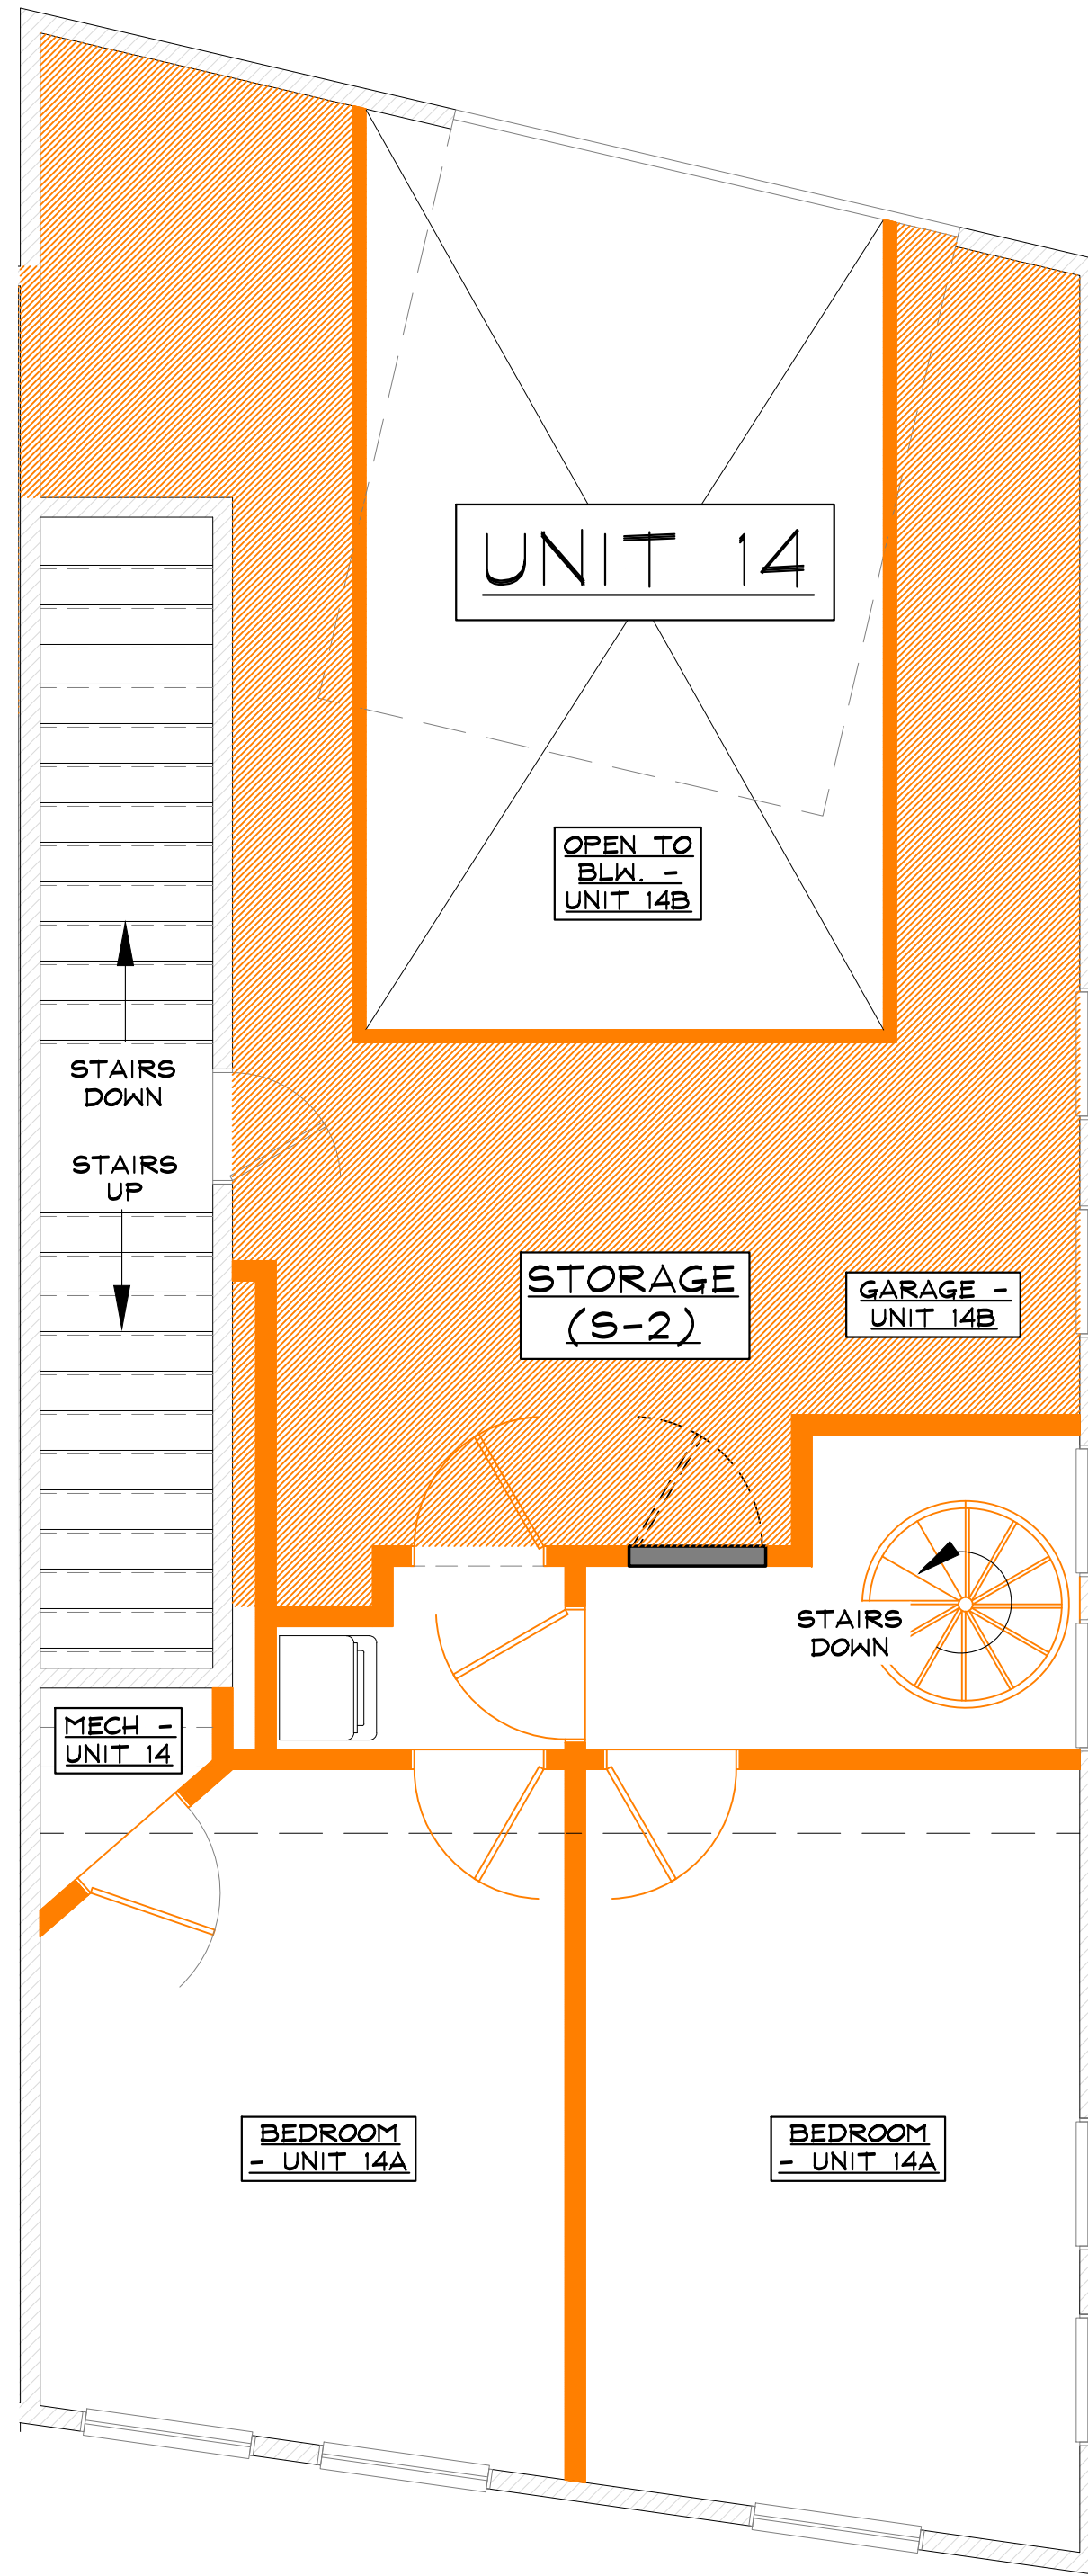 UNIT 14
OPEN TO
BLW. -
UNIT 14B
STAIRS
DOWN
STAIRS
UP
STORAGE
(S-2)
GARAGE -
UNIT 14B
STAIRS
DOWN
MECH -
UNIT 14
BEDROOM
- UNIT 14A
BEDROOM
- UNIT 14A